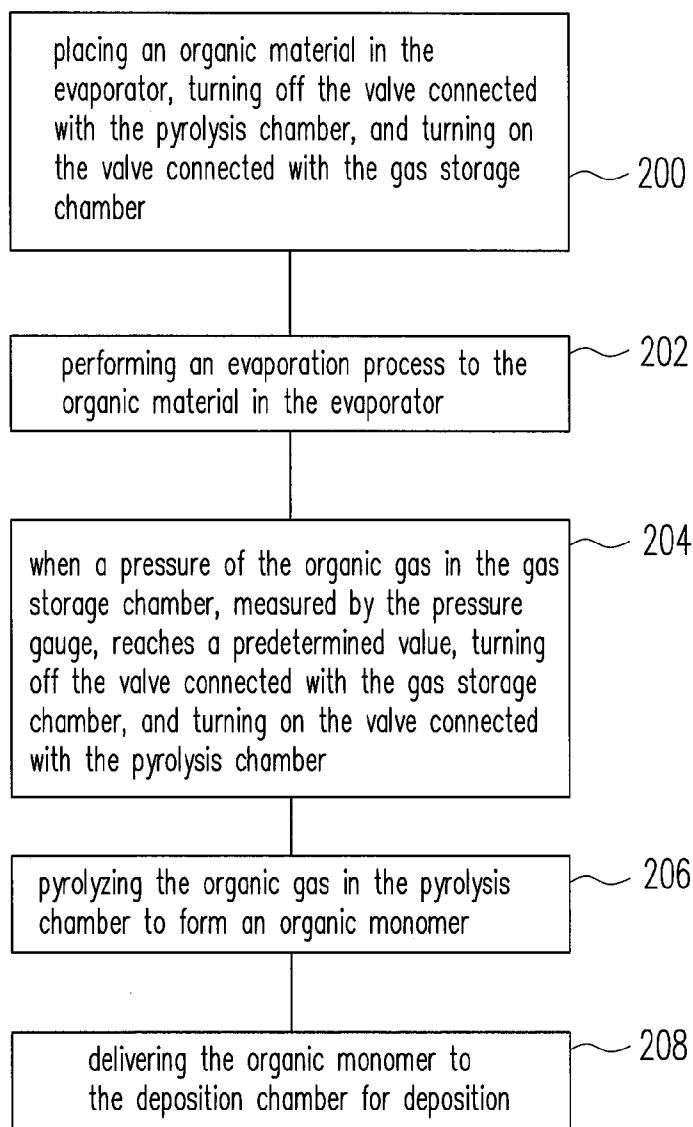 placing an organic material in the
evaporator, turning off the valve connected
with the pyrolysis chamber, and turning on
the valve connected with the gas storage
chamber
200
performing an evaporation process to the
organic material in the evaporator
202
when a pressure of the organic gas in the gas
storage chamber, measured by the pressure
gauge, reaches a predetermined value, turning
off the valve connected with the gas storage
chamber, and turning on the valve connected
with the pyrolysis chamber
204
pyrolyzing the organic gas in the pyrolysis
chamber to form an organic monomer
206
delivering the organic monomer to
the deposition chamber for deposition
208